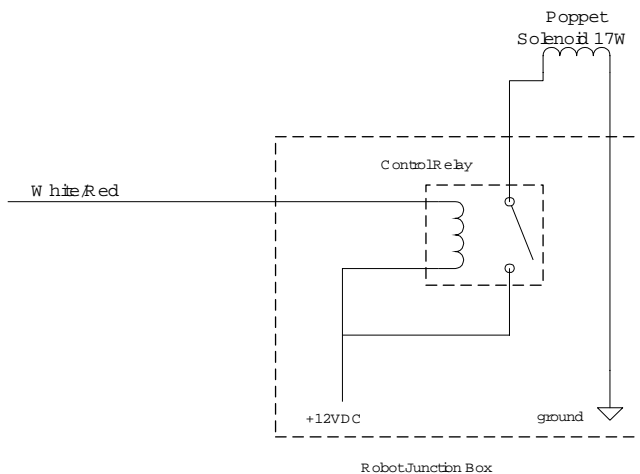 Poppet
Solenoid 17W
Control Relay
White/Red
+12VDC
ground
Robot Junction Box